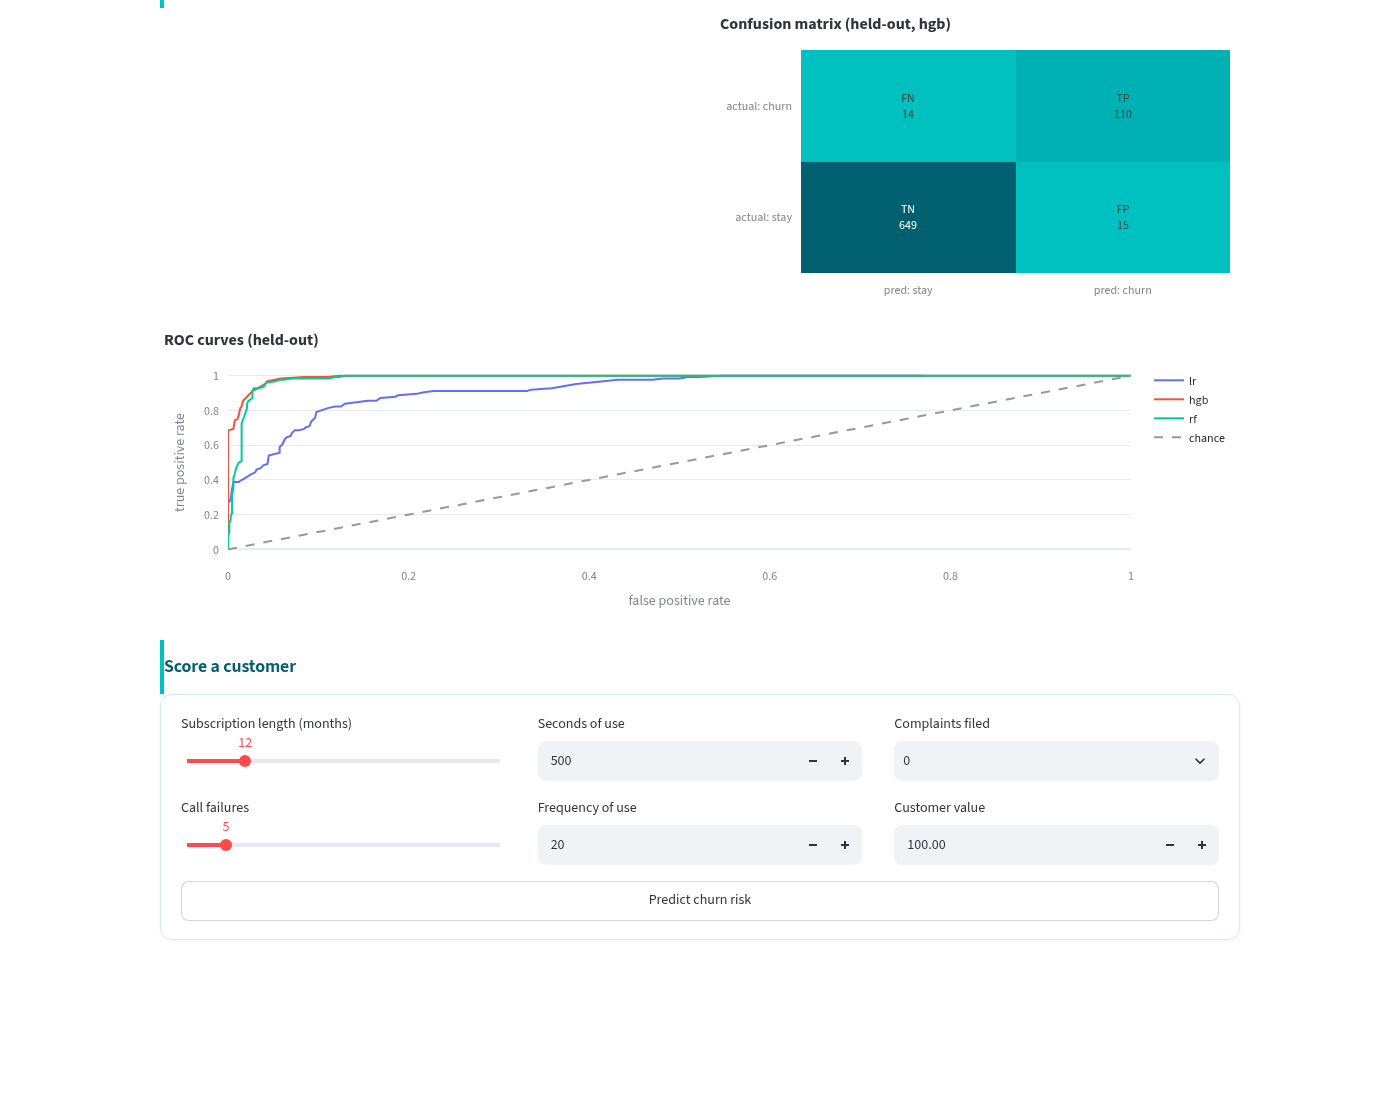 Confusion matrix (held-out, hgb)
actual: churn
FN
14
TP
110
actual: stay
TN
649
FP
15
pred: stay
pred: churn
ROC curves (held-out)
true positive rate
1
0.8
0.6
0.4
0.2
0
0
0.2
0.4
0.6
0.8
1
false positive rate
lr
hgb
rf
chance
Score a customer
Subscription length (months)
12
Seconds of use
500
Complaints filed
0
Call failures
5
Frequency of use
20
Customer value
100.00
Predict churn risk